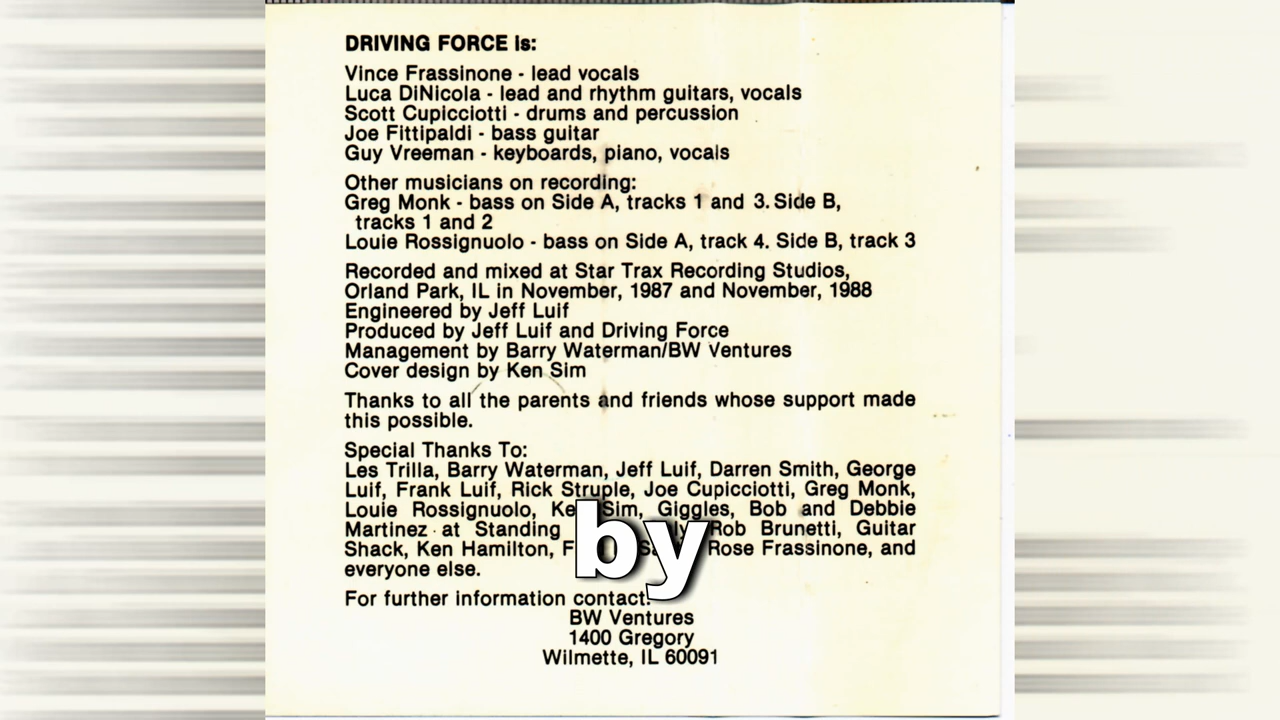 DRIVING FORCE is:
Vince Frassinone - lead vocals
Luca DiNicola - lead and rhythm guitars, vocals
Scott Cupicciotti - drums and percussion
Joe Fittipaldi - bass guitar
Guy Vreeman - keyboards, piano, vocals
Other musicians on recording:
Greg Monk - bass on Side A, tracks 1 and 3. Side B,
tracks 1 and 2
Louie Rossignuolo - bass on Side A, track 4. Side B, track 3
Recorded and mixed at Star Trax Recording Studios,
Orland Park, IL in November, 1987 and November, 1988
Engineered by Jeff Luif
Produced by Jeff Luif and Driving Force
Management by Barry Waterman/BW Ventures
Cover design by Ken Sim
Thanks to all the parents and friends whose support made
this possible.
Special Thanks To:
Les Trilla, Barry Waterman, Jeff Luif, Darren Smith, George
Luif, Frank Luif, Rick Struple, Joe Cupicciotti, Greg Monk,
Louie Rossignuolo, Ken Sim, Giggles, Bob and Debbie
Martinez at Standing Rob Brunetti, Guitar
Shack, Ken Hamilton, Rose Frassinone, and
everyone else.
by
For further information contact:
BW Ventures
1400 Gregory
Wilmette, IL 60091